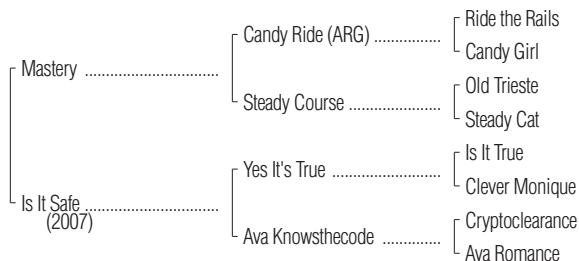 Ride the Rails
Candy Ride (ARG) ..................
Candy Girl
Mastery ..............................
Old Trieste
Steady Course .....................
Steady Cat
Is It True
Yes It's True ........................
Clever Monique
Is It Safe ..............................
(2007)
Cryptoclearance
Ava Knowsthecode ..............
Ava Romance